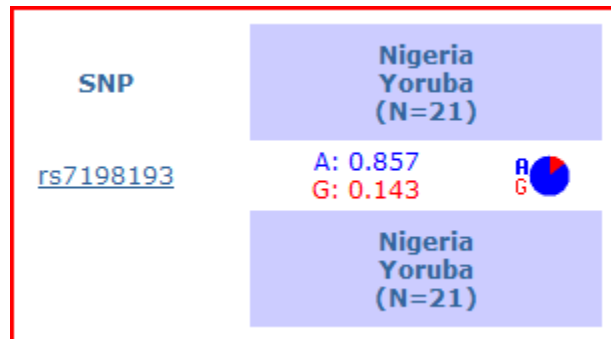 SNP
Nigeria
Yoruba
(N=21)
rs7198193
A: 0.857
G: 0.143
A
G
Nigeria
Yoruba
(N=21)